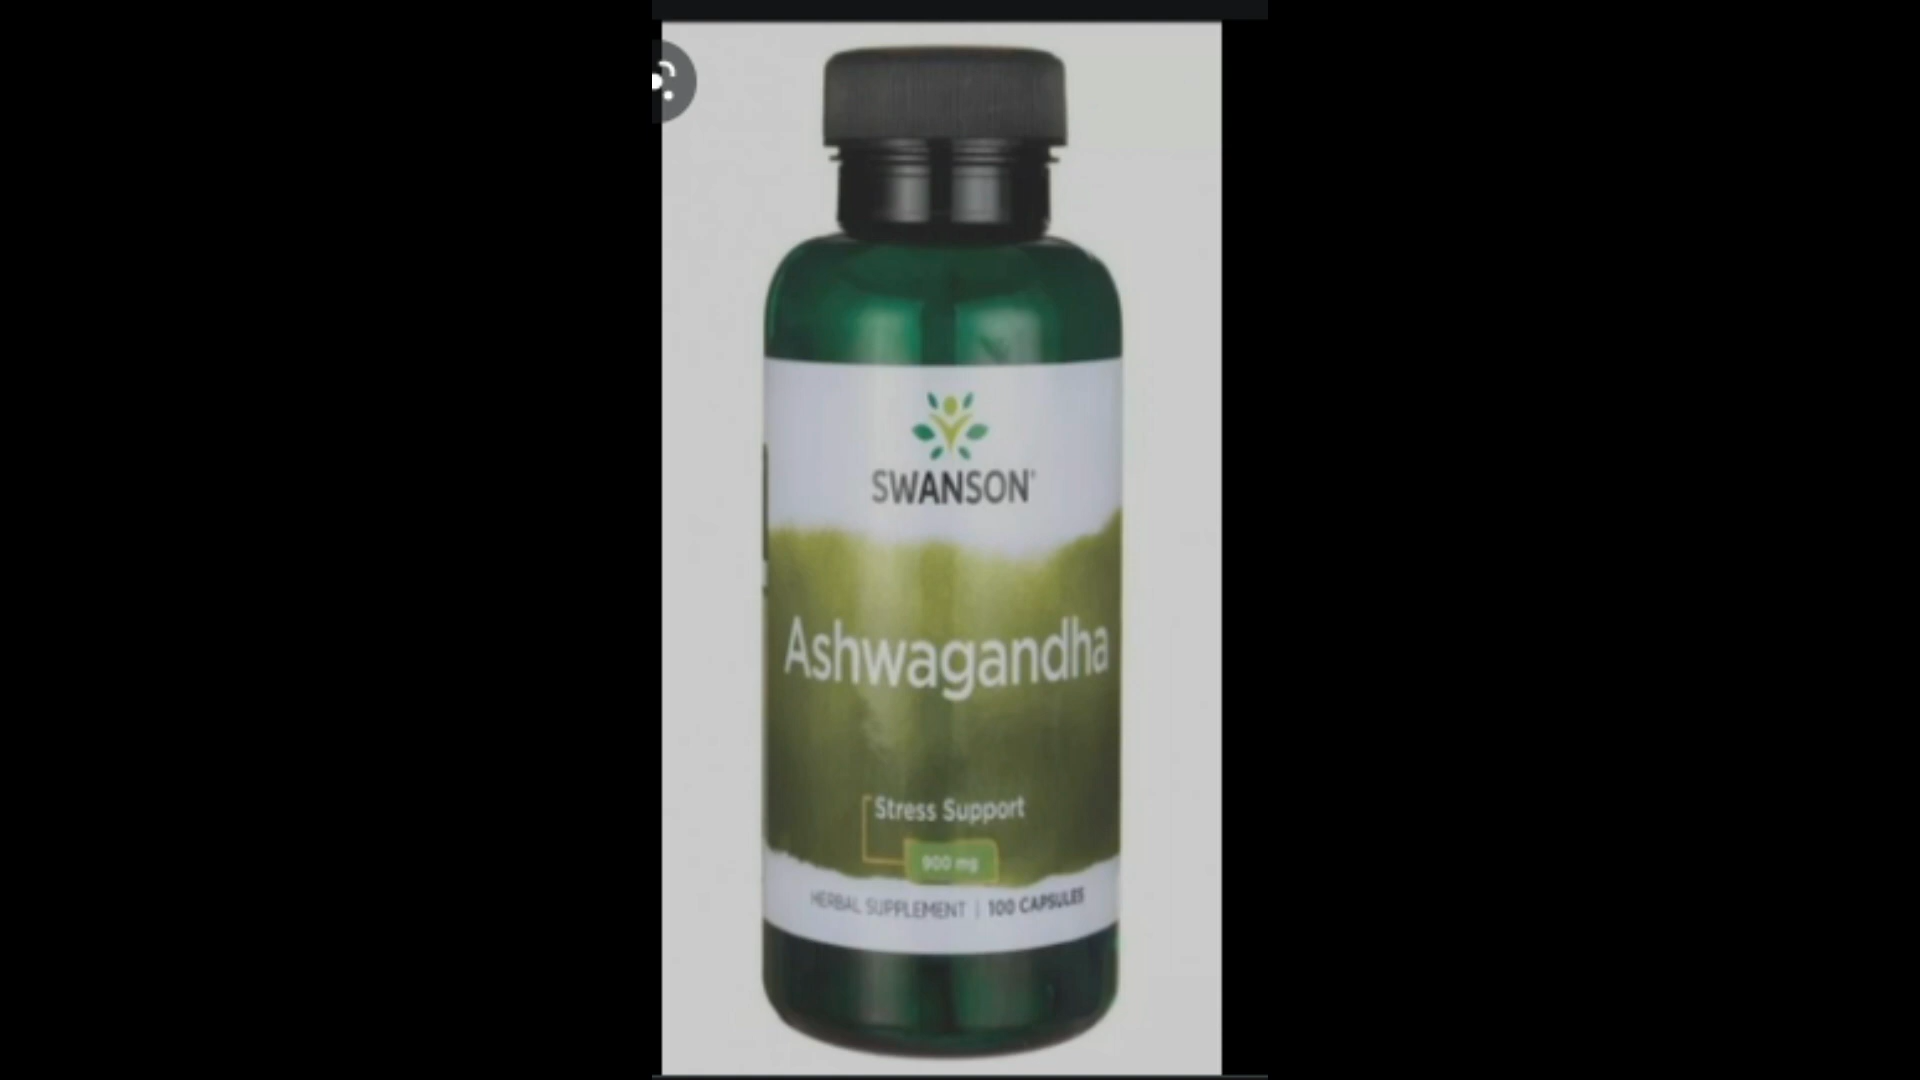 SWANSON®
Ashwagandha
Stress Support
900 mg
HERBAL SUPPLEMENT | 100 CAPSULES